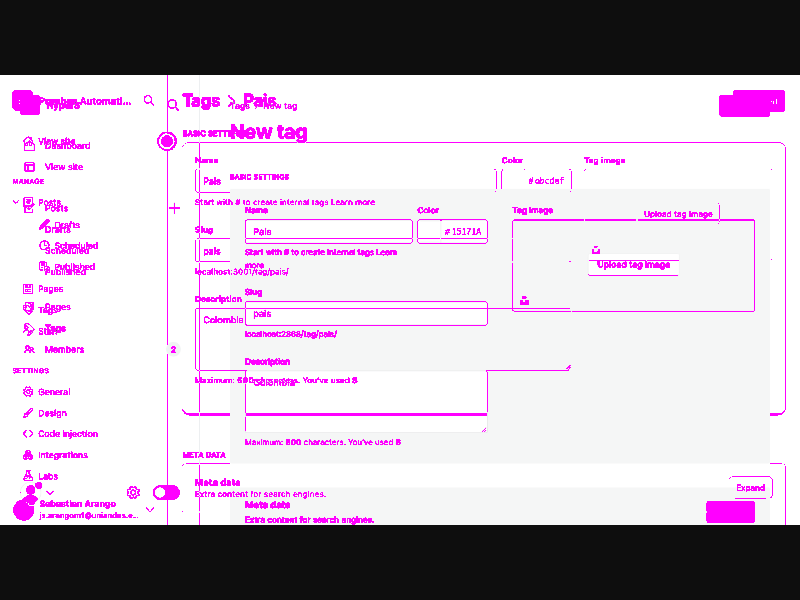 Tags > Pais
Tags > New tag
New tag
View site
Dashboard
View site
MANAGE
Posts
Posts
Drafts
Drafts
Scheduled
Scheduled
Published
Published
Pages
Pages
Tags
Tags
Staff
Members
2
SETTINGS
General
Design
Code injection
Integrations
Labs
Sebastian Arango
js.arangom1@uniandes.e...
BASIC SETTINGS
Name
Color
Tag image
Pais
#abcdef
Start with # to create internal tags Learn more
Slug
pais
localhost:3001/tag/pais/
Description
Colombia
Maximum: 500 characters. You've used 8
Upload tag image
BASIC SETTINGS
Name
Color
Tag image
Pais
#15171A
Start with # to create internal tags Learn
more
Upload tag image
Slug
pais
localhost:2368/tag/pais/
Description
Colombia
Maximum: 500 characters. You've used 8
META DATA
Meta data
Extra content for search engines.
Expand
Meta data
Extra content for search engines.